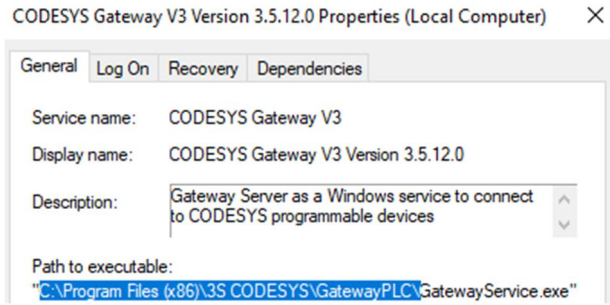 CODESYS Gateway V3 Version 3.5.12.0 Properties (Local Computer)
General Log On Recovery Dependencies
Service name: CODESYS Gateway V3
Display name: CODESYS Gateway V3 Version 3.5.12.0
Description: Gateway Server as a Windows service to connect
to CODESYS programmable devices
Path to executable:
"C:\Program Files (x86)\3S CODESYS\GatewayPLC\GatewayService.exe"